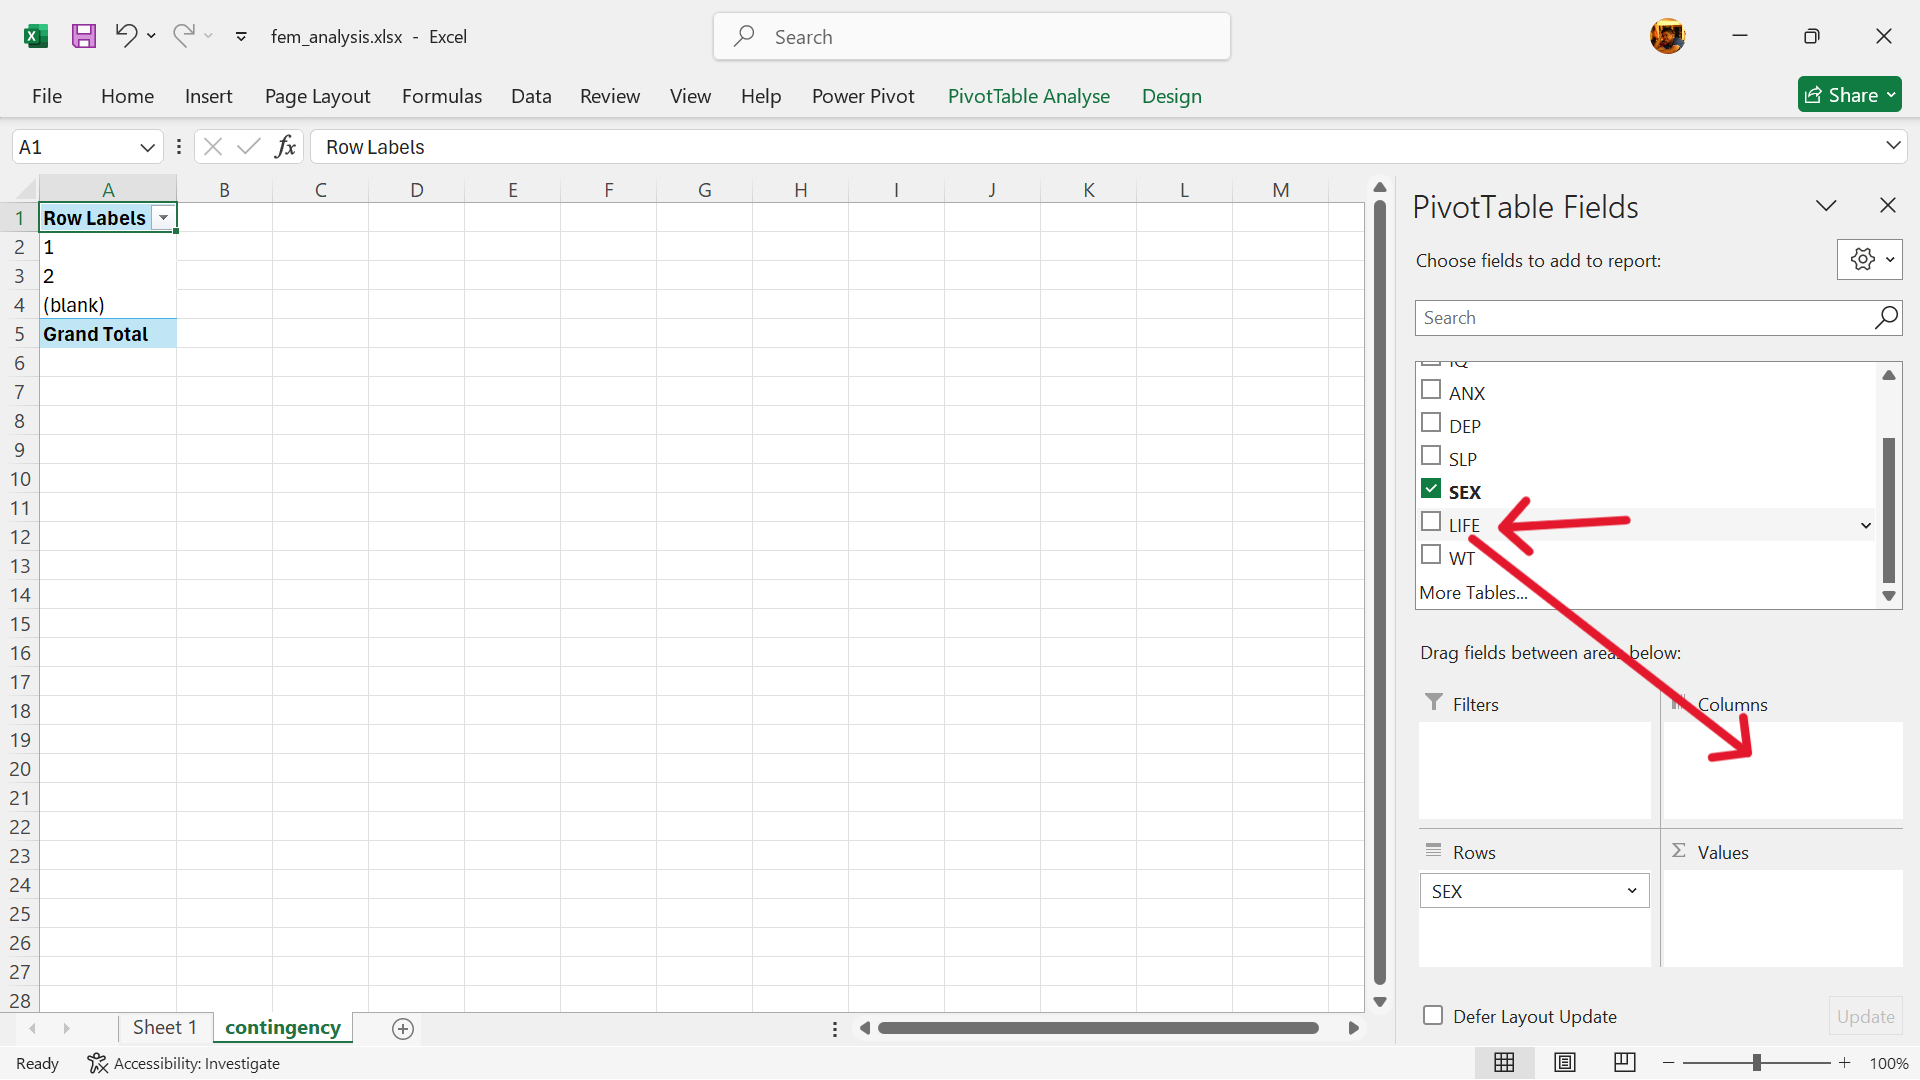 fem_analysis.xlsx - Excel
Search
File Home Insert Page Layout Formulas Data Review View Help Power Pivot PivotTable Analyse Design Share
A1 fx Row Labels
A B C D E F G H I J K L M
1 Row Labels
2 1
3 2
4 (blank)
5 Grand Total
6
7
8
9
10
11
12
13
14
15
16
17
18
19
20
21
22
23
24
25
26
27
28
PivotTable Fields
Choose fields to add to report:
Search
IQ
ANX
DEP
SLP
SEX
LIFE
WT
More Tables...
Drag fields between areas below:
Filters
Columns
Rows
Σ Values
SEX
Defer Layout Update
Update
Sheet 1 contingency
Ready Accessibility: Investigate
100%